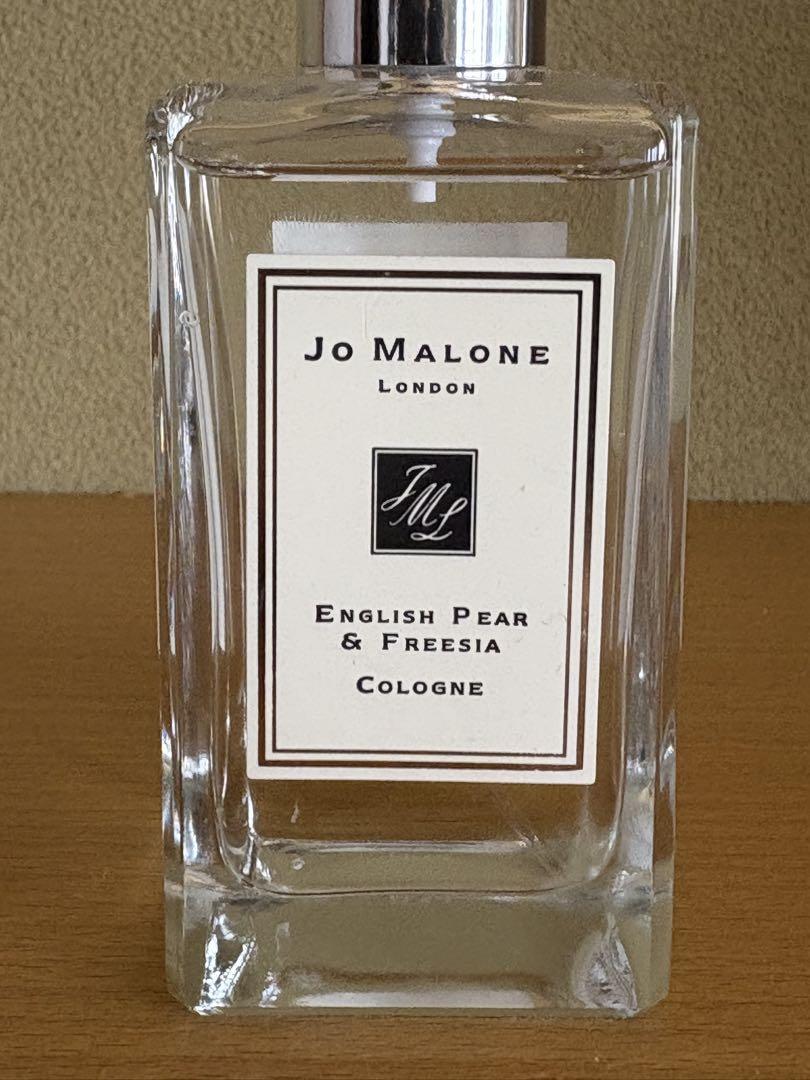 JO MALONE
LONDON
JML
ENGLISH PEAR
& FREESIA
COLOGNE